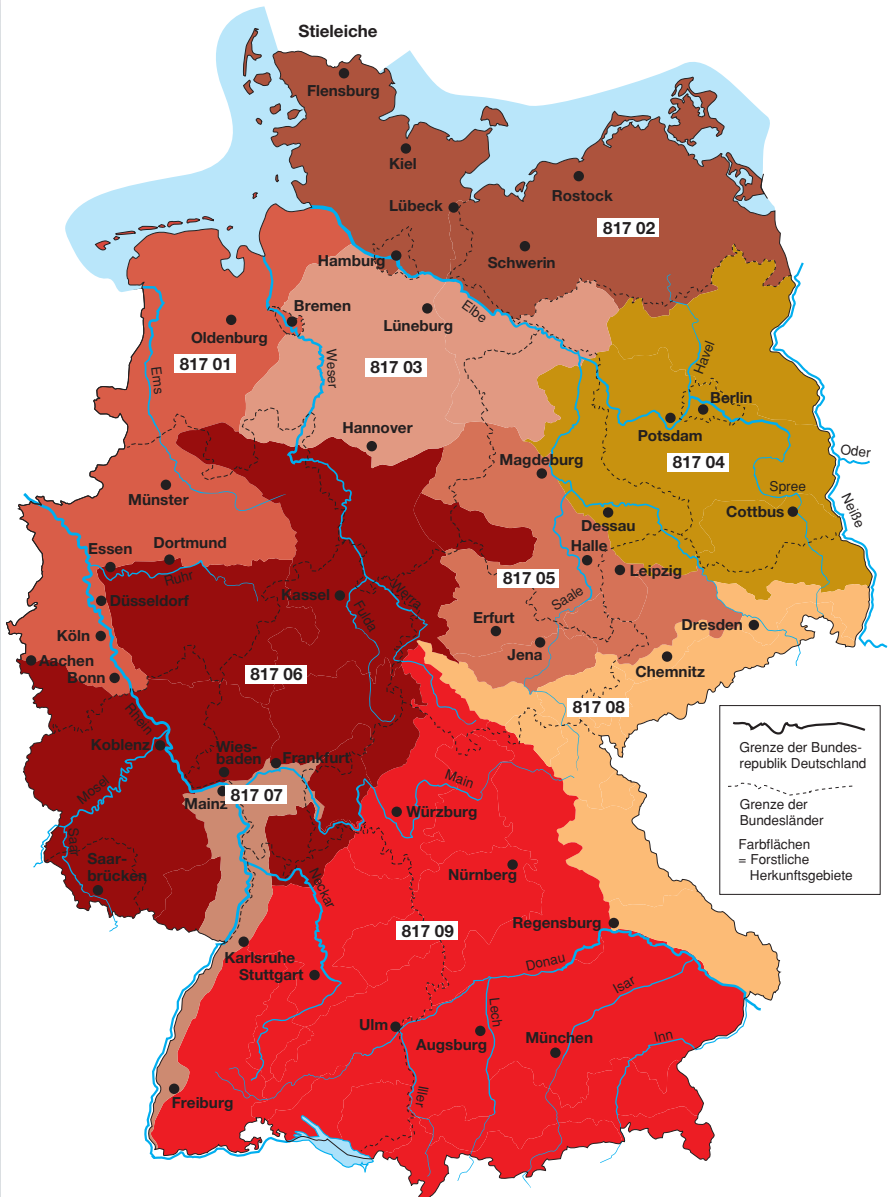 Stieleiche
Flensburg
Kiel
Rostock
Lübeck
817 02
Schwerin
Hamburg
Elbe
Bremen
Lüneburg
Oldenburg
817 01
Ems
Weser
817 03
Havel
Berlin
Potsdam
Hannover
Magdeburg
817 04
Oder
Spree
Neiße
Münster
Cottbus
Dessau
Essen
Dortmund
Halle
817 05
Leipzig
Ruhr
Düsseldorf
Kassel
Werra
Fulda
Saale
Erfurt
Dresden
Köln
Jena
Aachen
Bonn
817 06
Chemnitz
817 08
Rhein
Koblenz
Wies-
baden
Frankfurt
Mosel
Mainz
817 07
Main
Würzburg
Saar
Saar-
brücken
Nürnberg
Neckar
817 09
Regensburg
Karlsruhe
Stuttgart
Donau
Isar
Lech
Ulm
Augsburg
München
Inn
Iller
Freiburg
Grenze der Bundes-
republik Deutschland
Grenze der
Bundesländer
Farbflächen
= Forstliche
Herkunftsgebiete